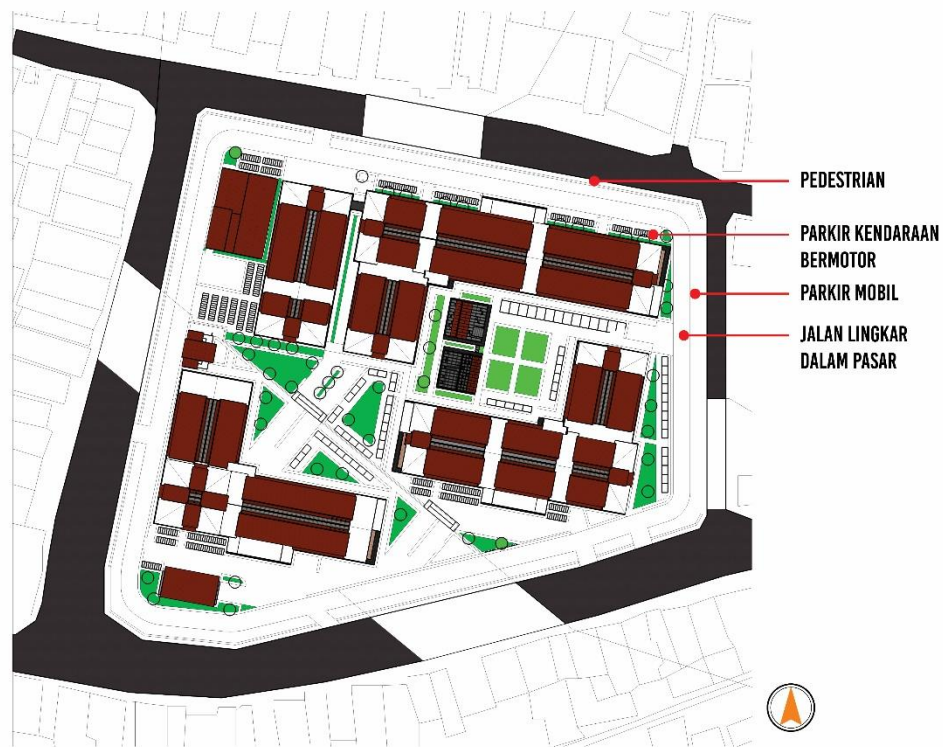 PEDESTRIAN
PARKIR KENDARAAN
BERMOTOR
PARKIR MOBIL
JALAN LINGKAR
DALAM PASAR